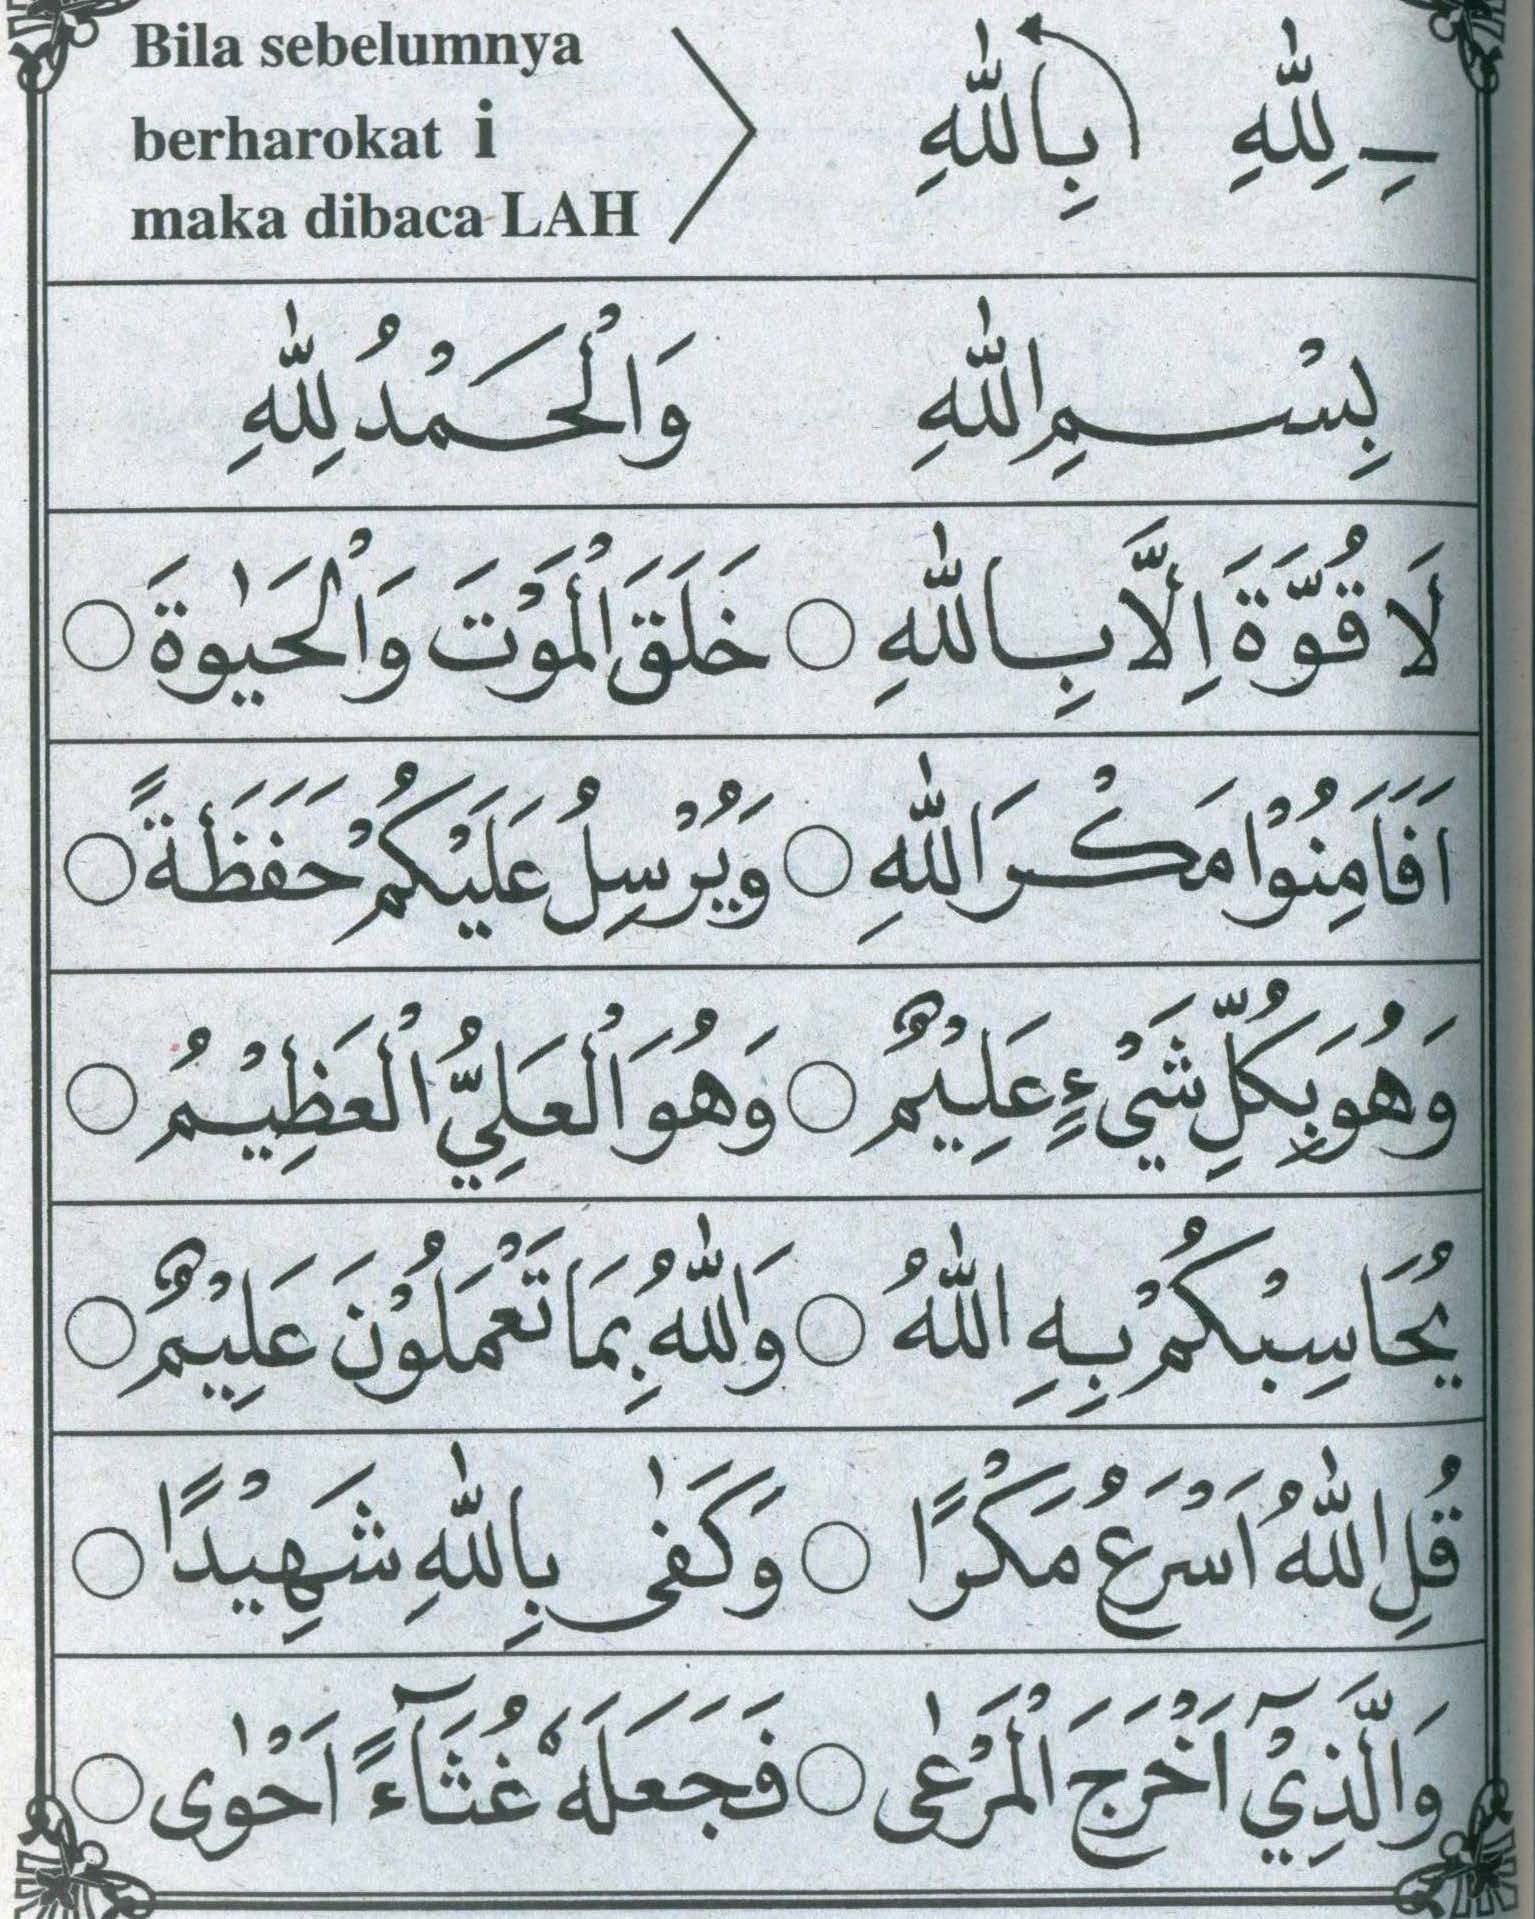 Bila sebelumnya
berharokat i
maka dibaca LAH
ـِـ لِلّٰهِ بِاللّٰهِ
بِسْمِ اللّٰهِ وَالْحَمْدُ لِلّٰهِ
لَا قُوَّةَ اِلَّا بِاللّٰهِ ○ خَلَقَ الْمَوْتَ وَالْحَيٰوةَ ○
اَفَاَمِنُوْا مَكْرَ اللّٰهِ ○ وَيُرْسِلُ عَلَيْكُمْ حَفَظَةً ○
وَهُوَ بِكُلِّ شَيْءٍ عَلِيْمٌ ○ وَهُوَ الْعَلِيُّ الْعَظِيْمُ ○
يُحَاسِبْكُمْ بِهِ اللّٰهُ ○ وَاللّٰهُ بِمَا تَعْمَلُوْنَ عَلِيْمٌ ○
قُلِ اللّٰهُ اَسْرَعُ مَكْرًا ○ وَكَفٰى بِاللّٰهِ شَهِيْدًا ○
وَالَّذِيْٓ اَخْرَجَ الْمَرْعٰى ○ فَجَعَلَهٗ غُثَآءً اَحْوٰى ○